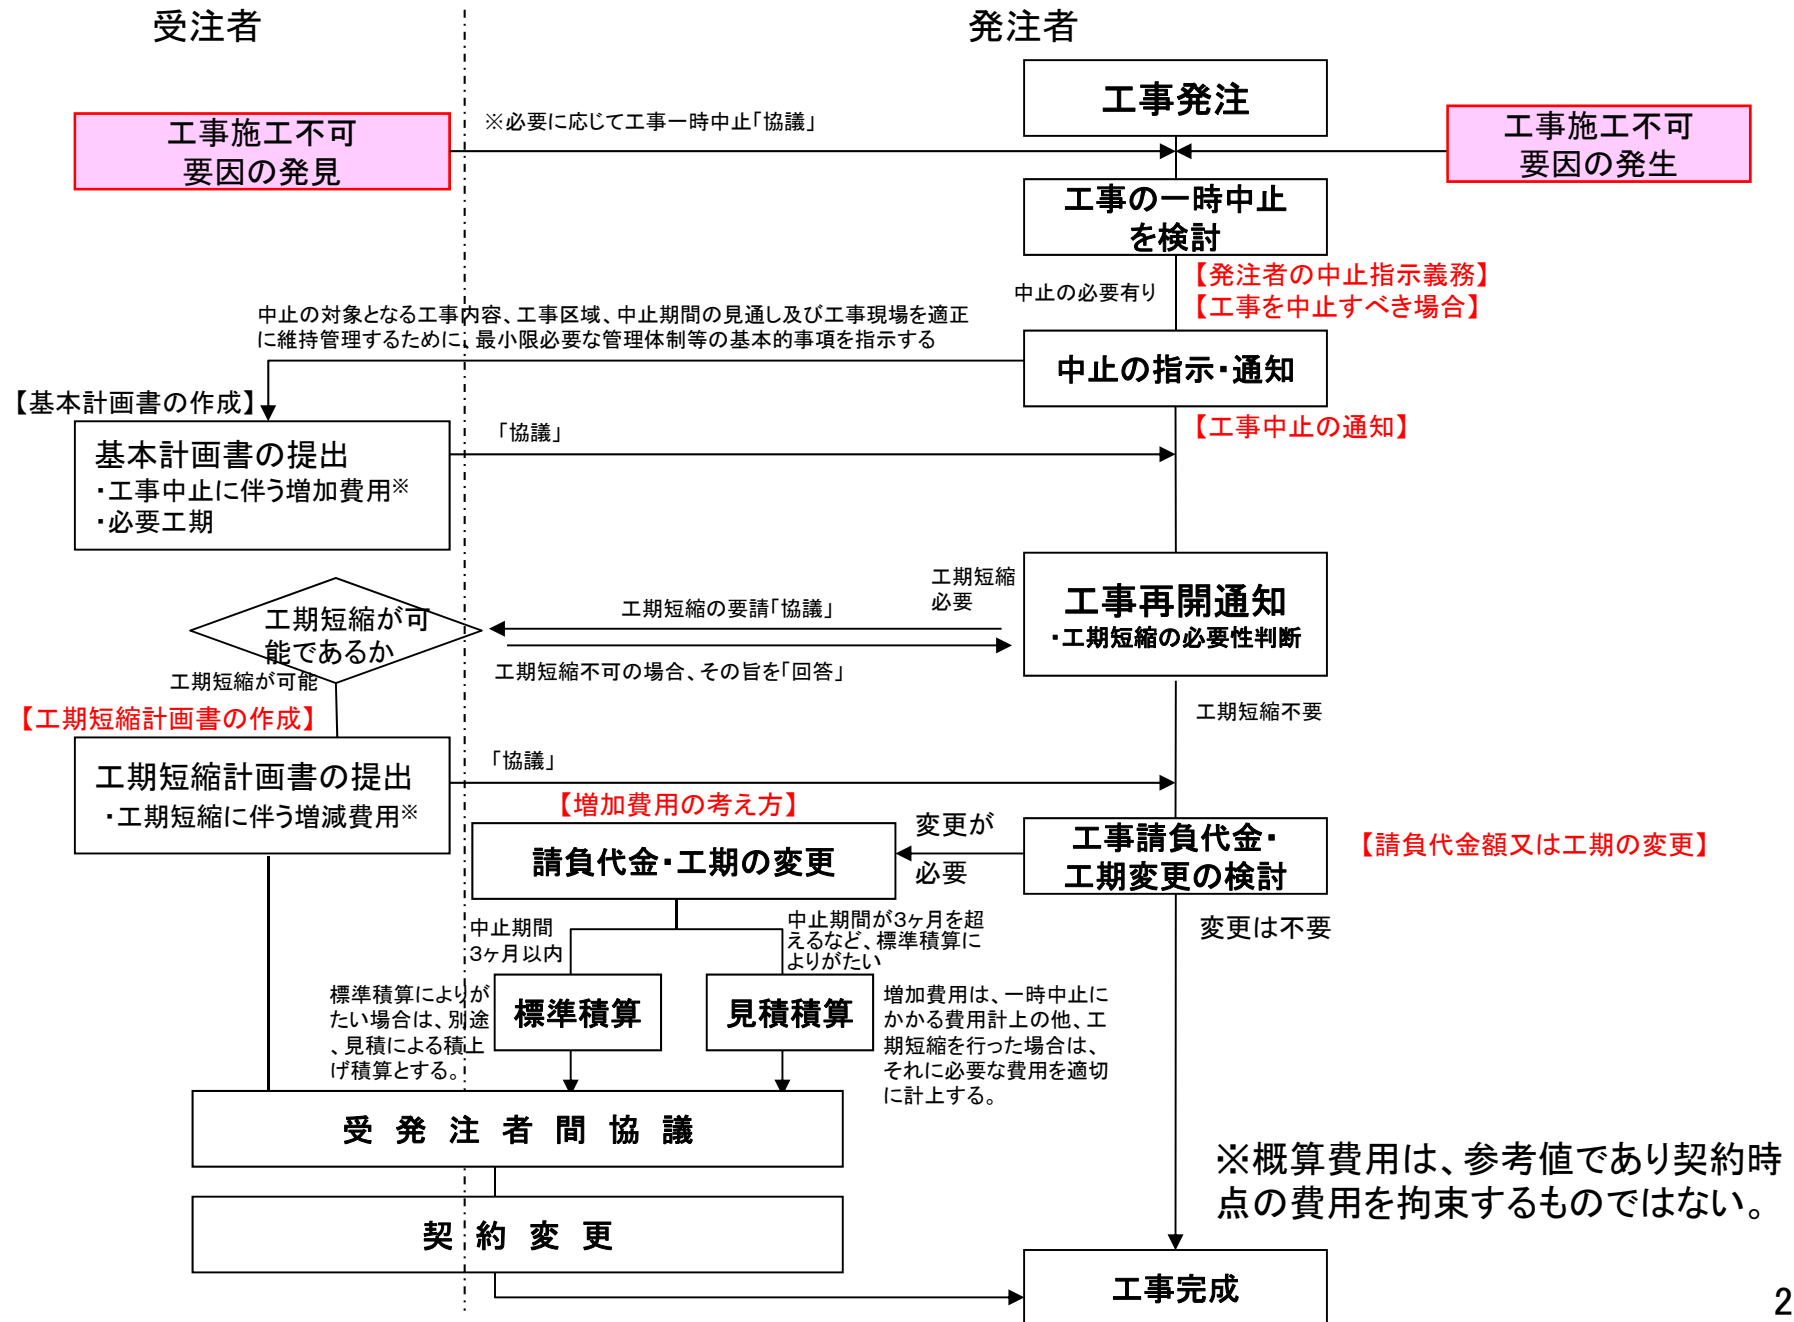 受注者
発注者
工事発注
工事施工不可
要因の発見
※必要に応じて工事一時中止「協議」
工事施工不可
要因の発生
工事の一時中止
を検討
【発注者の中止指示義務】
【工事を中止すべき場合】
中止の必要有り
中止の対象となる工事内容、工事区域、中止期間の見通し及び工事現場を適正
に維持管理するために、最小限必要な管理体制等の基本的事項を指示する
中止の指示・通知
【工事中止の通知】
【基本計画書の作成】
基本計画書の提出
・工事中止に伴う増加費用※
・必要工期
「協議」
工期短縮
必要
工事再開通知
・工期短縮の必要性判断
工期短縮の要請「協議」
工期短縮が可
能であるか
工期短縮不可の場合、その旨を「回答」
工期短縮が可能
工期短縮不要
【工期短縮計画書の作成】
工期短縮計画書の提出
・工期短縮に伴う増減費用※
「協議」
【増加費用の考え方】
変更が
必要
工事請負代金・
工期変更の検討
【請負代金額又は工期の変更】
請負代金・工期の変更
変更は不要
中止期間
3ヶ月以内
中止期間が3ヶ月を超
えるなど、標準積算に
よりがたい
標準積算によりが
たい場合は、別途
、見積による積上
げ積算とする。
標準積算
見積積算
増加費用は、一時中止に
かかる費用計上の他、工
期短縮を行った場合は、
それに必要な費用を適切
に計上する。
受発注者間協議
※概算費用は、参考値であり契約時
点の費用を拘束するものではない。
契約変更
工事完成
2